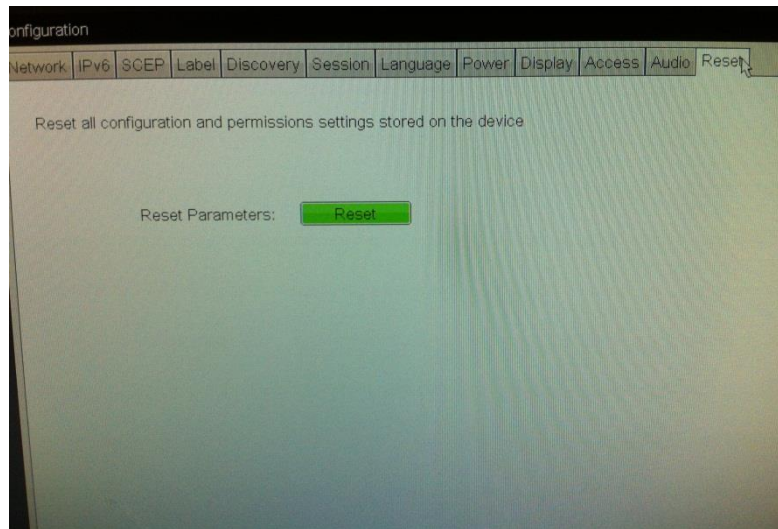 onfiguration
Network IPv6 SCEP Label Discovery Session Language Power Display Access Audio Reset
Reset all configuration and permissions settings stored on the device
Reset Parameters: Reset